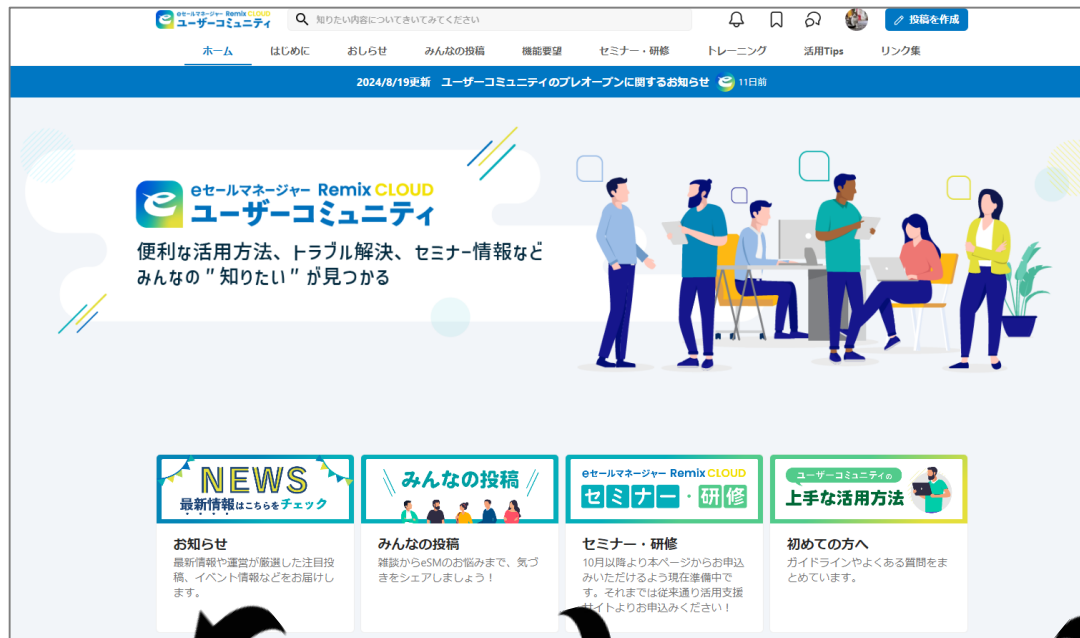 eセールマネージャー Remix CLOUD
ユーザーコミュニティ
知りたい内容についてきいてみてください
投稿を作成
ホーム はじめに おしらせ みんなの投稿 機能要望 セミナー・研修 トレーニング 活用Tips リンク集
2024/8/19更新 ユーザーコミュニティのプレオープンに関するお知らせ 11日前
eセールマネージャー Remix CLOUD
ユーザーコミュニティ
便利な活用方法、トラブル解決、セミナー情報など
みんなの"知りたい"が見つかる
NEWS
最新情報はこちらをチェック
お知らせ
最新情報や運営が厳選した注目投
稿、イベント情報などをお届けし
ます。
みんなの投稿
みんなの投稿
雑談からeSMのお悩みまで、気づ
きをシェアしましょう！
eセールマネージャー Remix CLOUD
セミナー・研修
セミナー・研修
10月以降より本ページからお申込
みいただけるよう現在準備中で
す。それまでは従来通り活用支援
サイトよりお申込みください！
ユーザーコミュニティの
上手な活用方法
初めての方へ
ガイドラインやよくある質問をま
とめています。